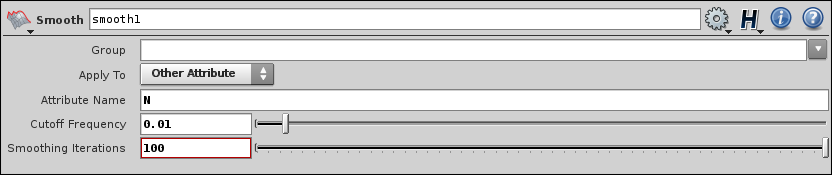 Smooth smooth1 H i ?
Group
Apply To Other Attribute
Attribute Name N
Cutoff Frequency 0.01
Smoothing Iterations 100